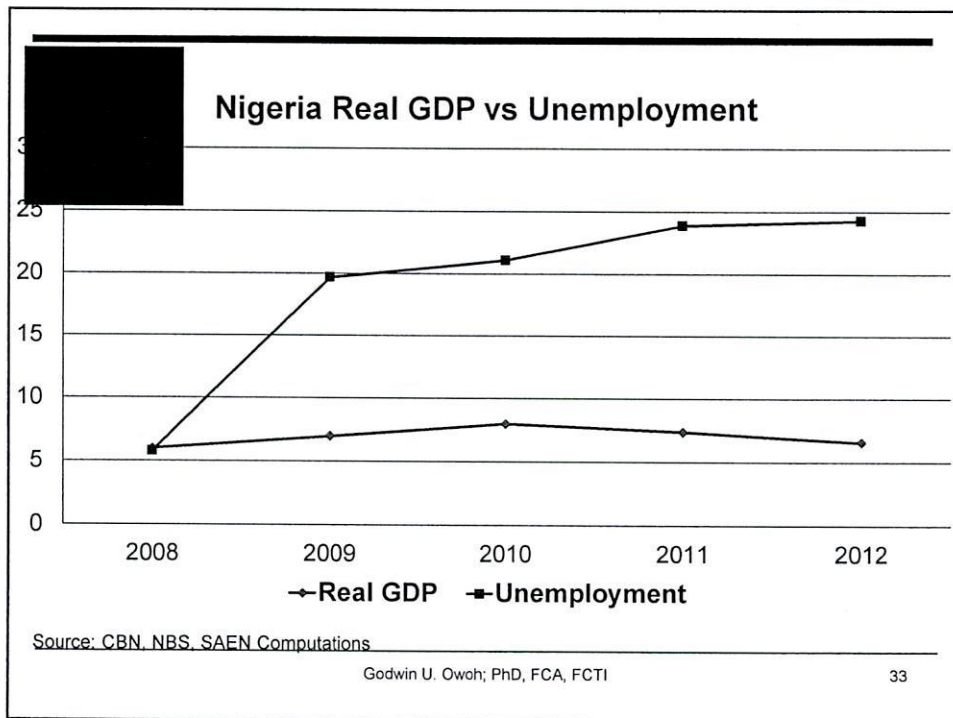 Nigeria Real GDP vs Unemployment
25
20
15
10
5
0
2008 2009 2010 2011 2012
Real GDP Unemployment
Source: CBN, NBS, SAEN Computations
Godwin U. Owoh; PhD, FCA, FCTI 33